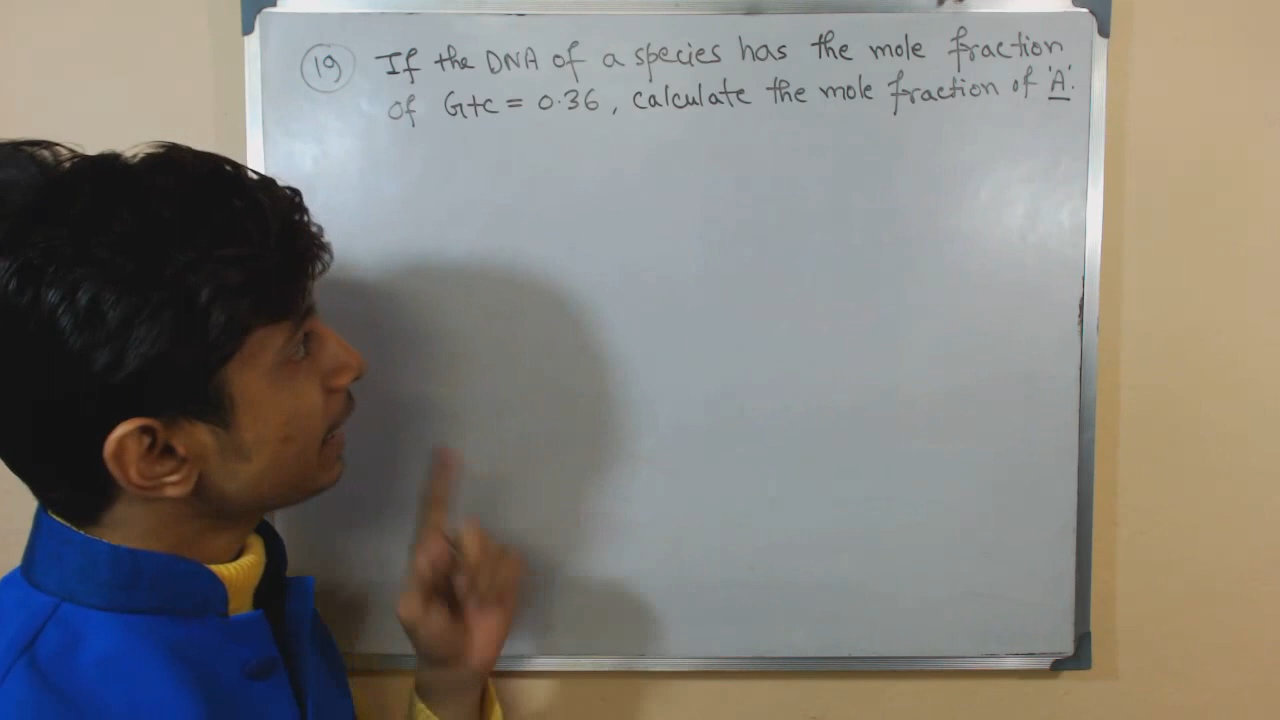 19 If the DNA of a species has the mole fraction
of G+C = 0.36, calculate the mole fraction of 'A'.